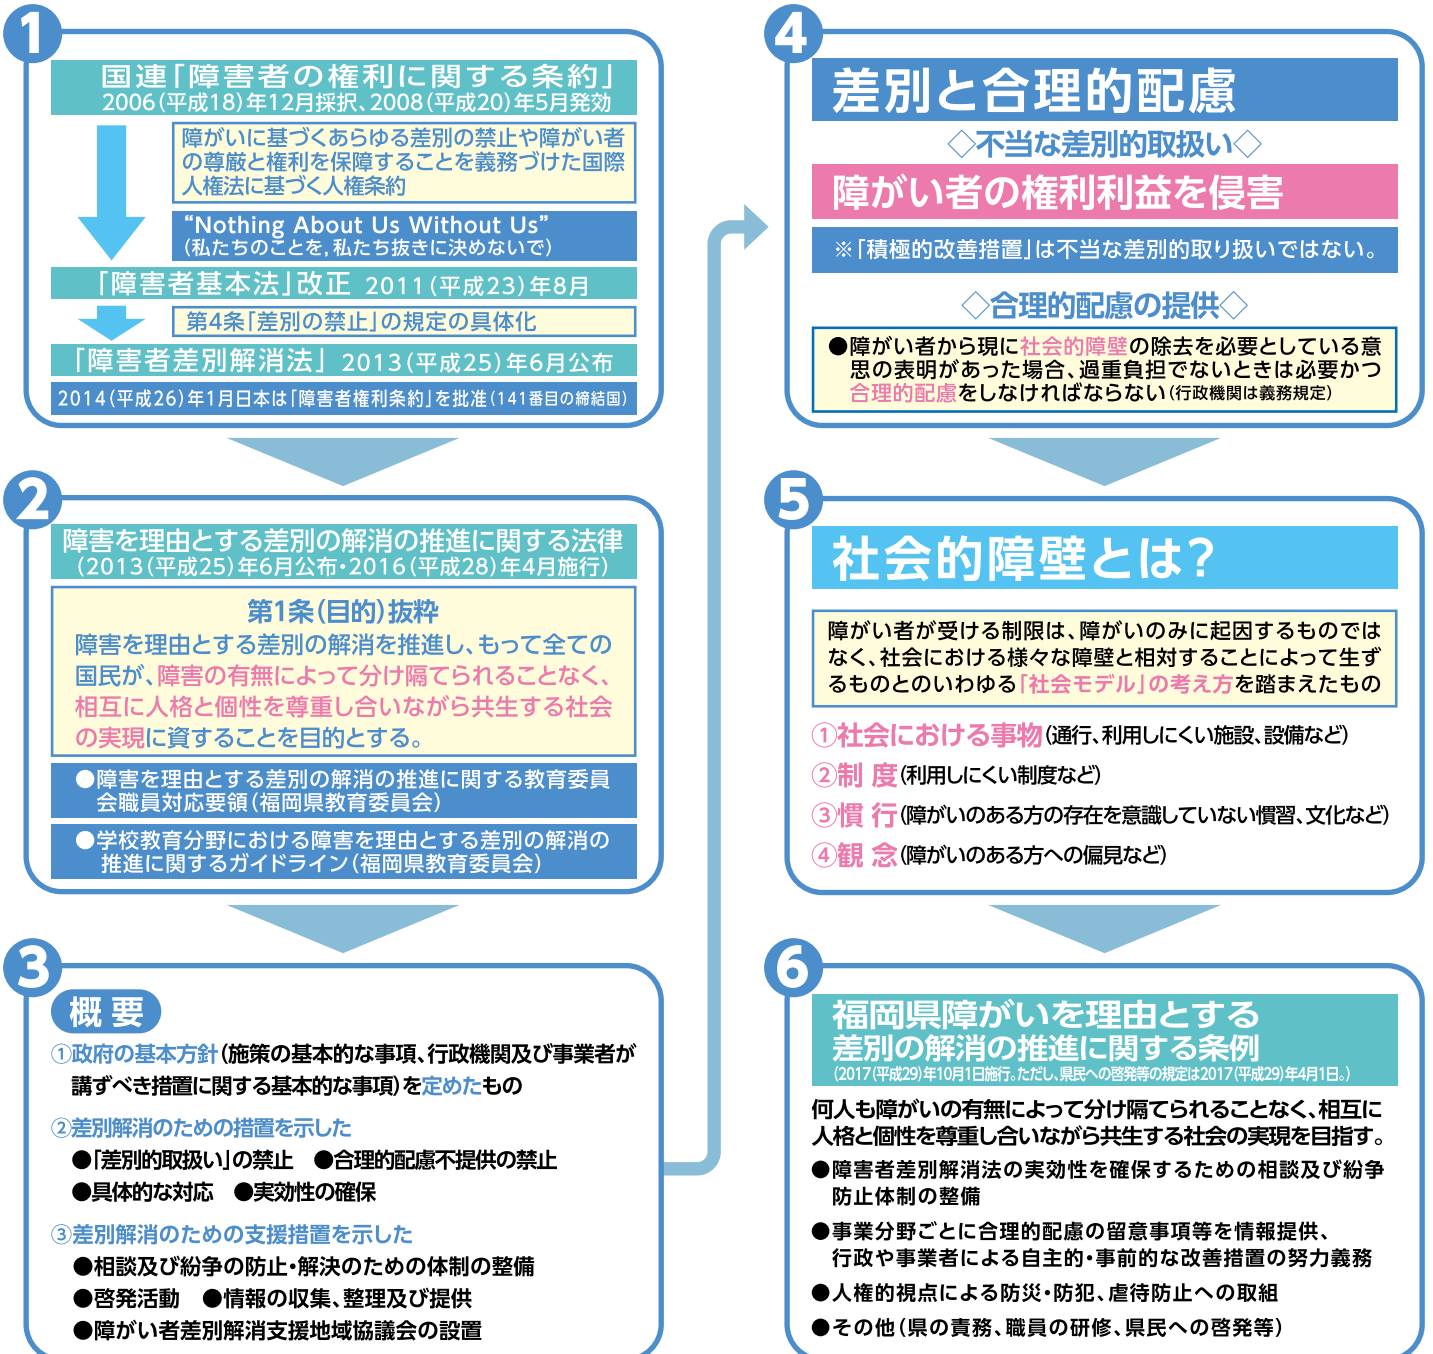 1
国連「障害者の権利に関する条約」
2006(平成18)年12月採択、2008(平成20)年5月発効
障がいに基づくあらゆる差別の禁止や障がい者
の尊厳と権利を保障することを義務づけた国際
人権法に基づく人権条約
“Nothing About Us Without Us”
(私たちのことを,私たち抜きに決めないで)
「障害者基本法」改正 2011(平成23)年8月
第4条「差別の禁止」の規定の具体化
「障害者差別解消法」 2013(平成25)年6月公布
2014(平成26)年1月日本は「障害者権利条約」を批准(141番目の締結国)
2
障害を理由とする差別の解消の推進に関する法律
(2013(平成25)年6月公布・2016(平成28)年4月施行)
第1条(目的)抜粋
障害を理由とする差別の解消を推進し、もって全ての
国民が、障害の有無によって分け隔てられることなく、
相互に人格と個性を尊重し合いながら共生する社会
の実現に資することを目的とする。
●障害を理由とする差別の解消の推進に関する教育委員
会職員対応要領(福岡県教育委員会)
●学校教育分野における障害を理由とする差別の解消の
推進に関するガイドライン(福岡県教育委員会)
3
概 要
①政府の基本方針(施策の基本的な事項、行政機関及び事業者が
講ずべき措置に関する基本的な事項)を定めたもの
②差別解消のための措置を示した
●「差別的取扱い」の禁止 ●合理的配慮不提供の禁止
●具体的な対応 ●実効性の確保
③差別解消のための支援措置を示した
●相談及び紛争の防止・解決のための体制の整備
●啓発活動 ●情報の収集、整理及び提供
●障がい者差別解消支援地域協議会の設置
4
差別と合理的配慮
◇不当な差別的取扱い◇
障がい者の権利利益を侵害
※「積極的改善措置」は不当な差別的取り扱いではない。
◇合理的配慮の提供◇
●障がい者から現に社会的障壁の除去を必要としている意
思の表明があった場合、過重負担でないときは必要かつ
合理的配慮をしなければならない(行政機関は義務規定)
5
社会的障壁とは?
障がい者が受ける制限は、障がいのみに起因するものでは
なく、社会における様々な障壁と相対することによって生ず
るものとのいわゆる「社会モデル」の考え方を踏まえたもの
①社会における事物(通行、利用しにくい施設、設備など)
②制 度(利用しにくい制度など)
③慣 行(障がいのある方の存在を意識していない慣習、文化など)
④観 念(障がいのある方への偏見など)
6
福岡県障がいを理由とする
差別の解消の推進に関する条例
(2017(平成29)年10月1日施行。ただし、県民への啓発等の規定は2017(平成29)年4月1日。)
何人も障がいの有無によって分け隔てられることなく、相互に
人格と個性を尊重し合いながら共生する社会の実現を目指す。
●障害者差別解消法の実効性を確保するための相談及び紛争
防止体制の整備
●事業分野ごとに合理的配慮の留意事項等を情報提供、
行政や事業者による自主的・事前的な改善措置の努力義務
●人権的視点による防災・防犯、虐待防止への取組
●その他(県の責務、職員の研修、県民への啓発等)